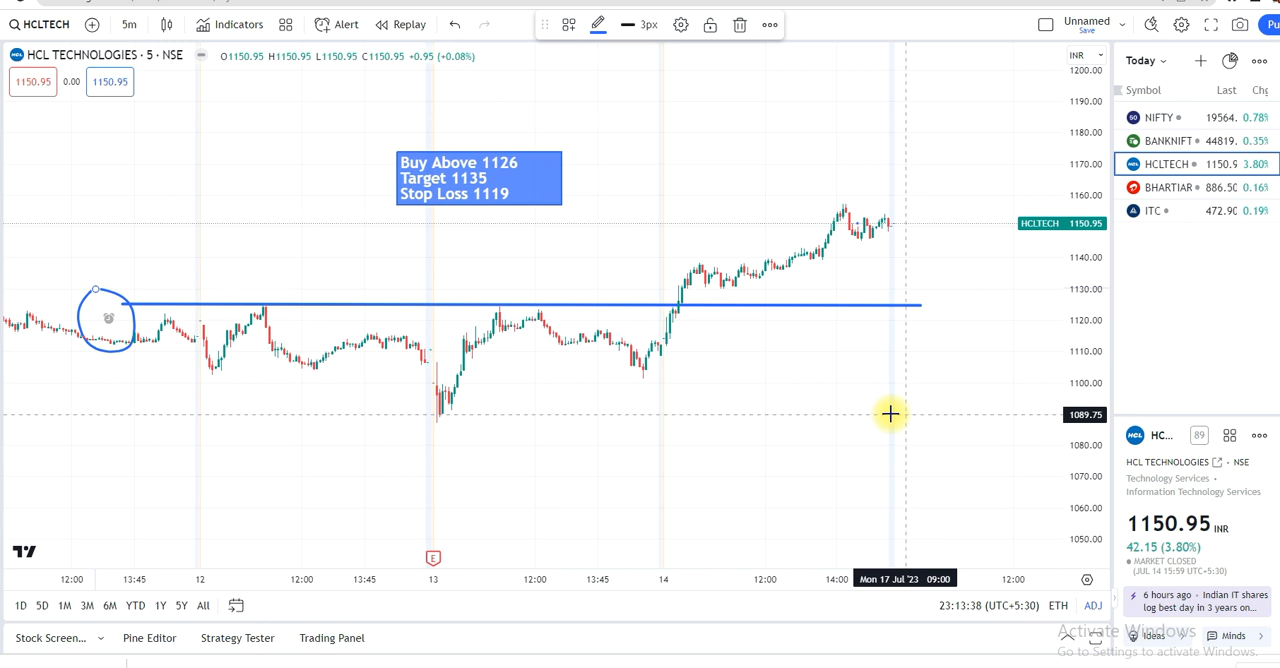 HCLTECH 5m Indicators Alert Replay 3px Unnamed Save Pu
HCL TECHNOLOGIES · 5 · NSE O1150.95 H1150.95 L1150.95 C1150.95 +0.95 (+0.08%)
1150.95 0.00 1150.95
Buy Above 1126
Target 1135
Stop Loss 1119
INR
1200.00
1190.00
1180.00
1170.00
1160.00
HCLTECH 1150.95
1140.00
1130.00
1120.00
1110.00
1100.00
1089.75
1080.00
1070.00
1060.00
1050.00
E
12:00 13:45 12 12:00 13:45 13 12:00 13:45 14 12:00 14:00 Mon 17 Jul '23 09:00 12:00
1D 5D 1M 3M 6M YTD 1Y 5Y All 23:13:38 (UTC+5:30) ETH ADJ
Stock Screen... Pine Editor Strategy Tester Trading Panel
Today
Symbol Last Chg
50 NIFTY 19564. 0.78%
BANKNIFT 44819. 0.35%
HCL HCLTECH 1150.9 3.80%
BHARTIAR 886.50 0.16%
ITC 472.90 0.19%
HCL HC... 89
HCL TECHNOLOGIES · NSE
Technology Services ·
Information Technology Services
1150.95 INR
42.15 (3.80%)
MARKET CLOSED
(JUL 14 15:59 UTC+5:30)
6 hours ago · Indian IT shares
log best day in 3 years on...
Ideas Minds
Activate Windows
Go to Settings to activate Windows.